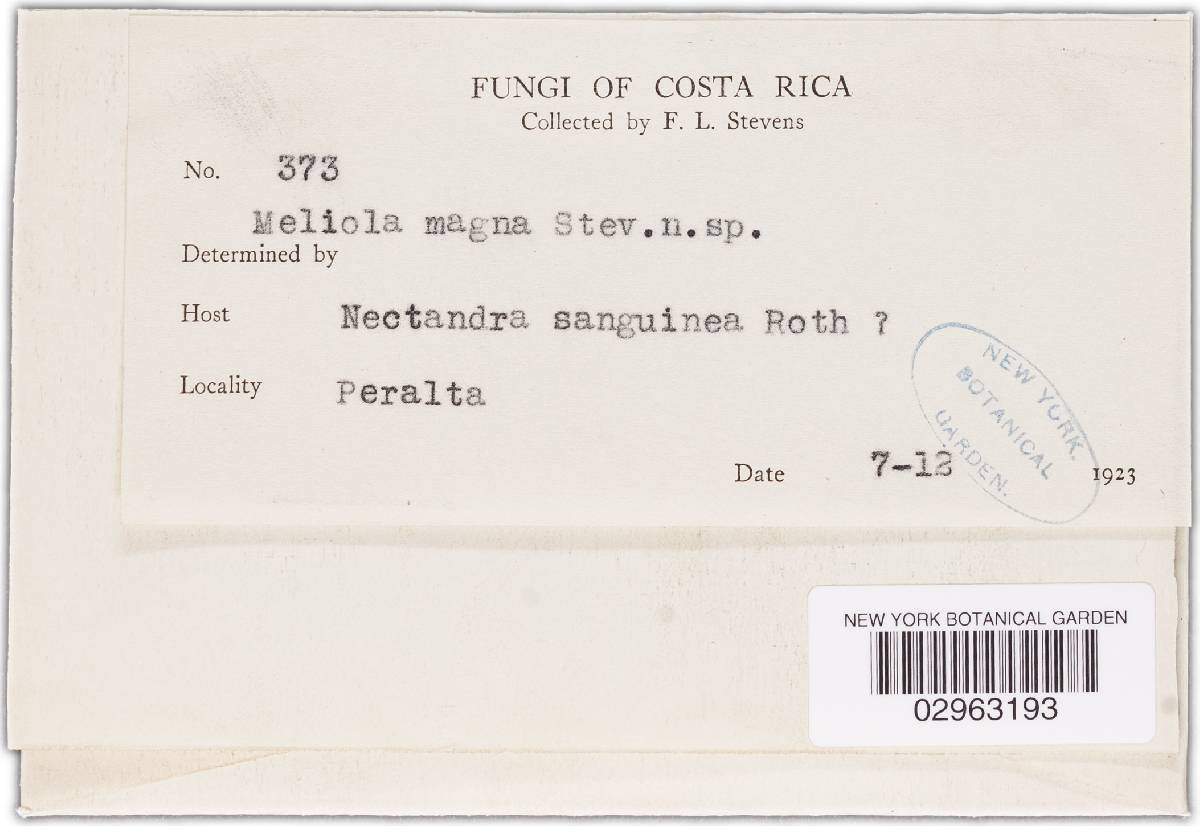 FUNGI OF COSTA RICA
Collected by F. L. Stevens
No. 373
Meliola magna Stev.n.sp.
Determined by
Host Nectandra sanguinea Roth ?
Locality Peralta
Date 7-12 1923
NEW YORK.
BOTANICAL
GARDEN.
NEW YORK BOTANICAL GARDEN
02963193